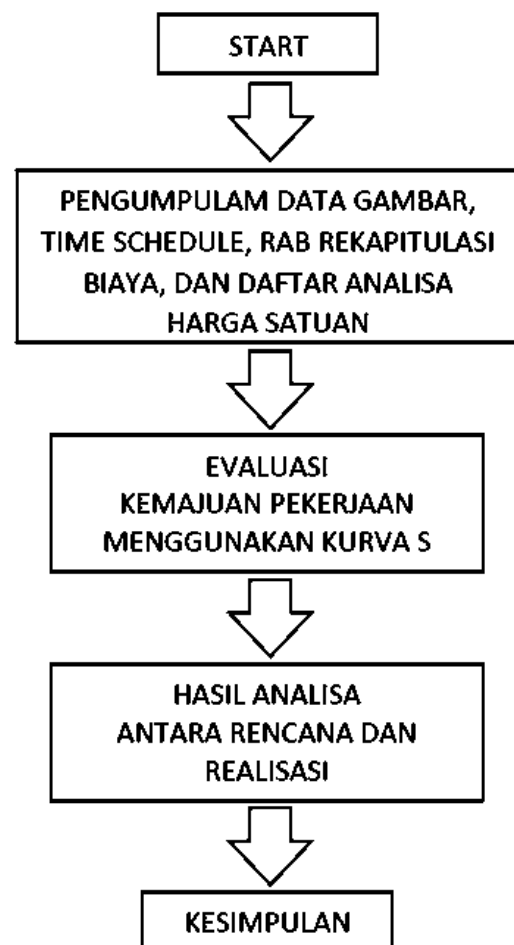 START
PENGUMPULAM DATA GAMBAR,
TIME SCHEDULE, RAB REKAPITULASI
BIAYA, DAN DAFTAR ANALISA
HARGA SATUAN
EVALUASI
KEMAJUAN PEKERJAAN
MENGGUNAKAN KURVA S
HASIL ANALISA
ANTARA RENCANA DAN
REALISASI
KESIMPULAN